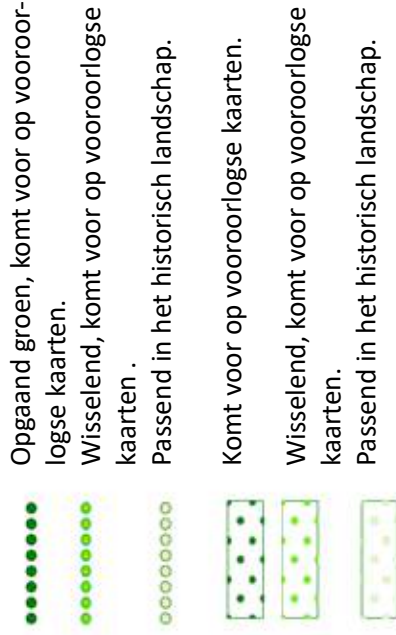 Opgaand groen, komt voor op vooroor-
logse kaarten.
Wisselend, komt voor op vooroorlogse
kaarten .
Passend in het historisch landschap.
Komt voor op vooroorlogse kaarten.
Wisselend, komt voor op vooroorlogse
kaarten.
Passend in het historisch landschap.